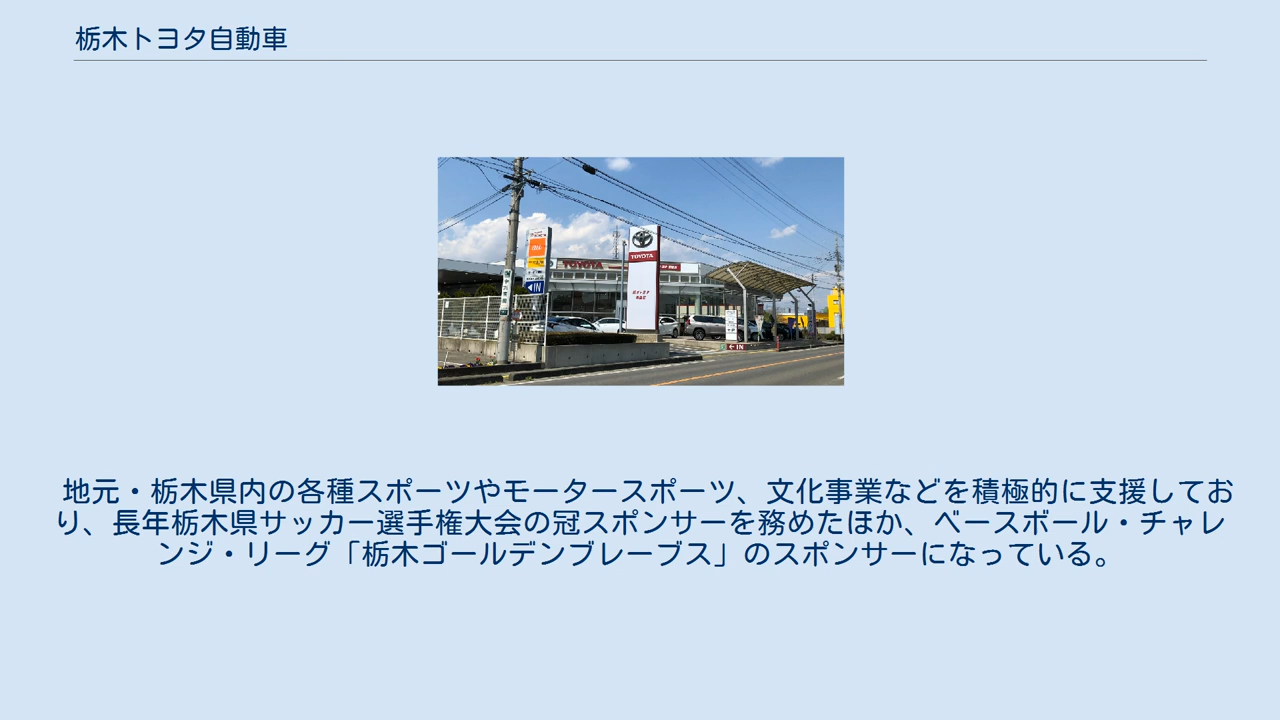 栃木トヨタ自動車
TOYOTA
TOYOTA
IN
IN
地元・栃木県内の各種スポーツやモータースポーツ、文化事業などを積極的に支援してお
り、長年栃木県サッカー選手権大会の冠スポンサーを務めたほか、ベースボール・チャレ
ンジ・リーグ「栃木ゴールデンブレーブス」のスポンサーになっている。